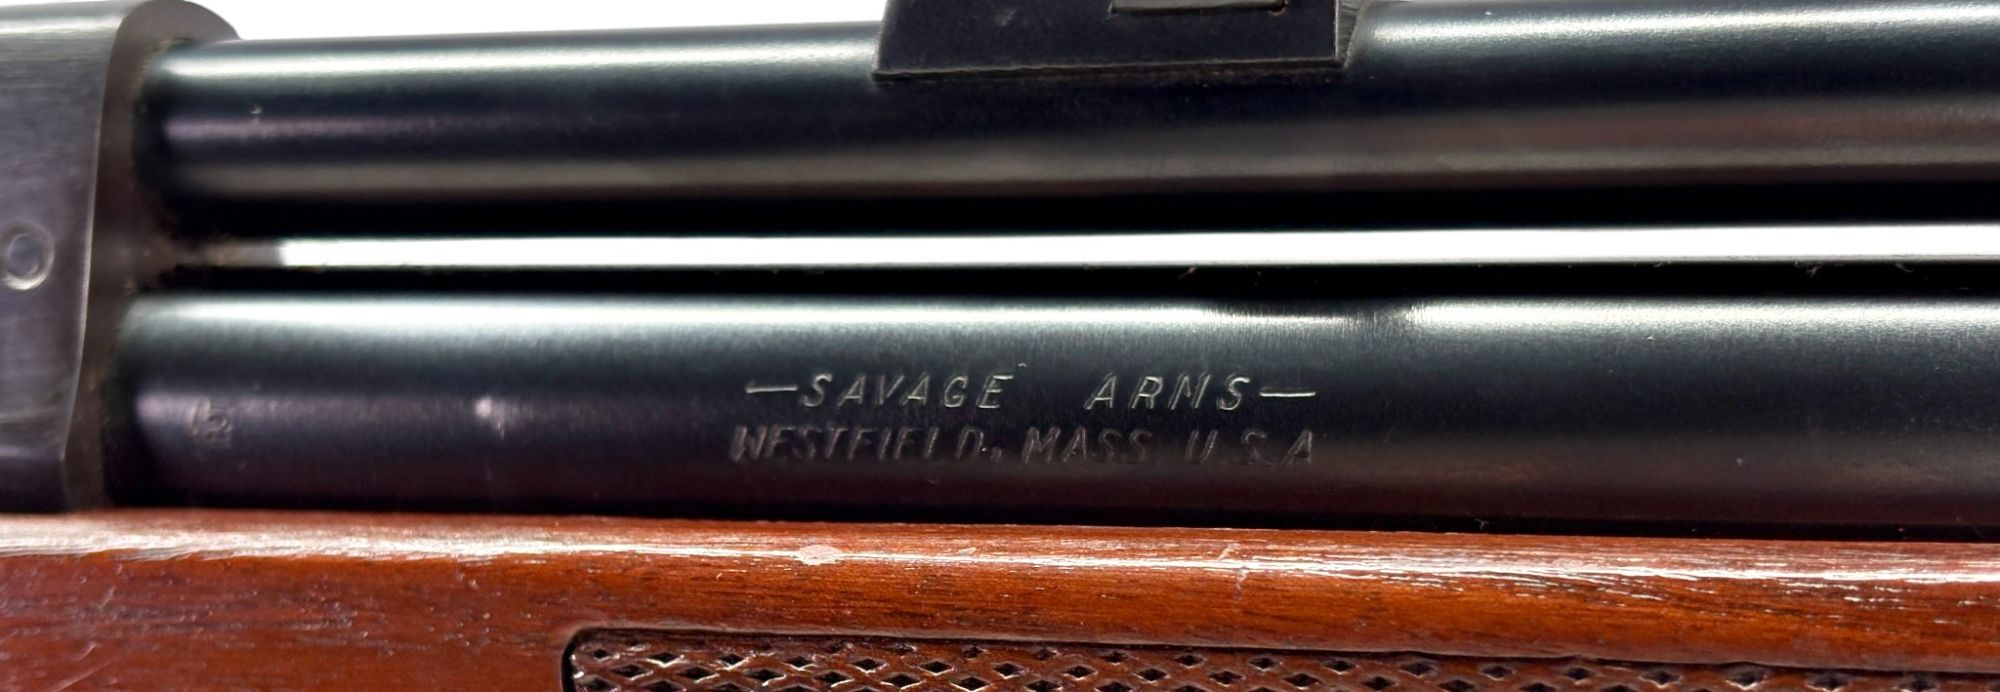 —SAVAGE ARMS—
WESTFIELD, MASS U.S.A